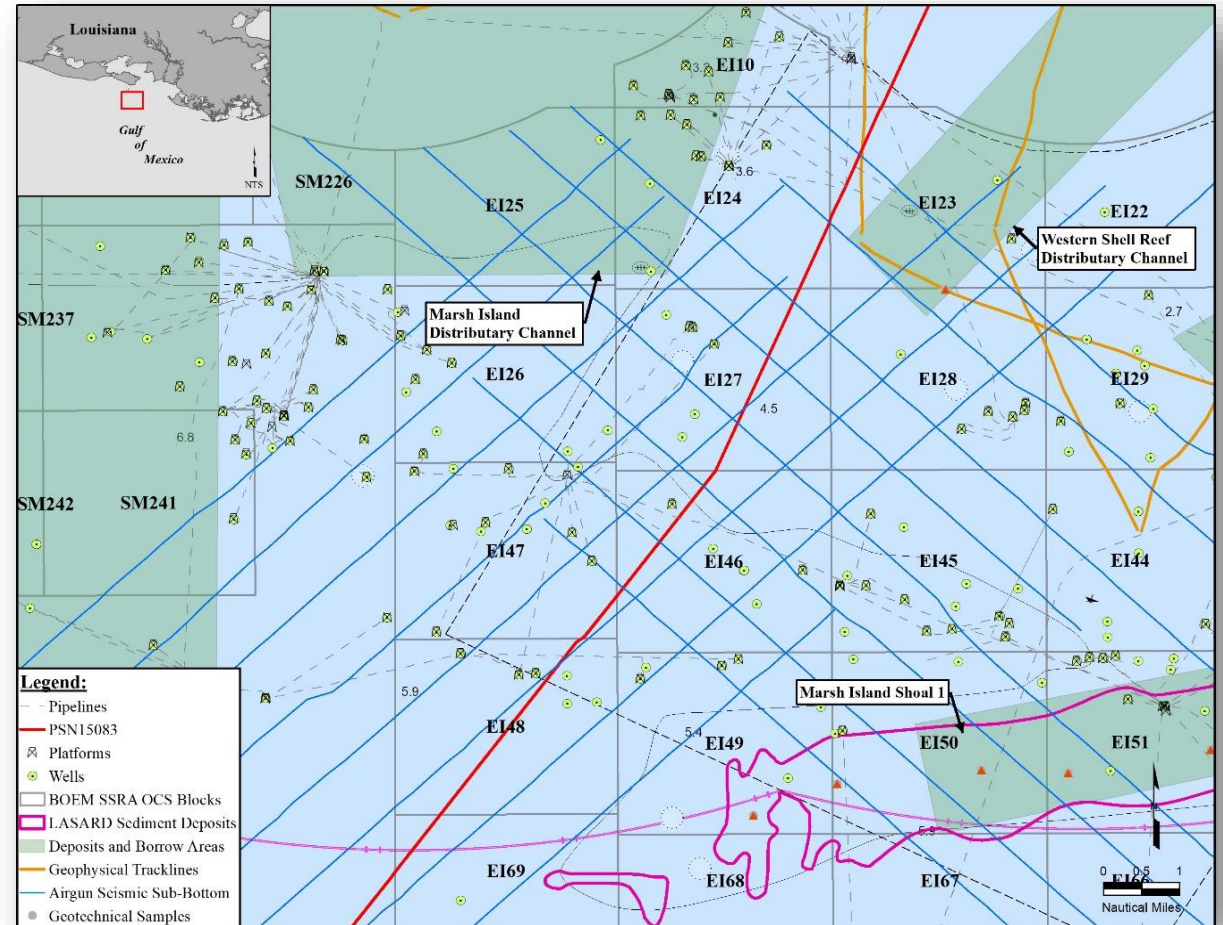 Louisiana
Gulf
of
Mexico
NTS
EI10
3.2
3.6
SM226
EI25
EI24
EI23
EI22
Western Shell Reef
Distributary Channel
Marsh Island
Distributary Channel
2.7
SM237
EI26
EI27
EI28
EI29
4.5
6.8
SM242
SM241
EI47
EI46
EI45
EI44
5.9
Marsh Island Shoal 1
EI48
5.4
EI49
EI50
EI51
N
EI69
EI68
EI67
EI66
0 0.5 1
Nautical Miles
Legend:
Pipelines
PSN15083
Platforms
Wells
BOEM SSRA OCS Blocks
LASARD Sediment Deposits
Deposits and Borrow Areas
Geophysical Tracklines
Airgun Seismic Sub-Bottom
Geotechnical Samples